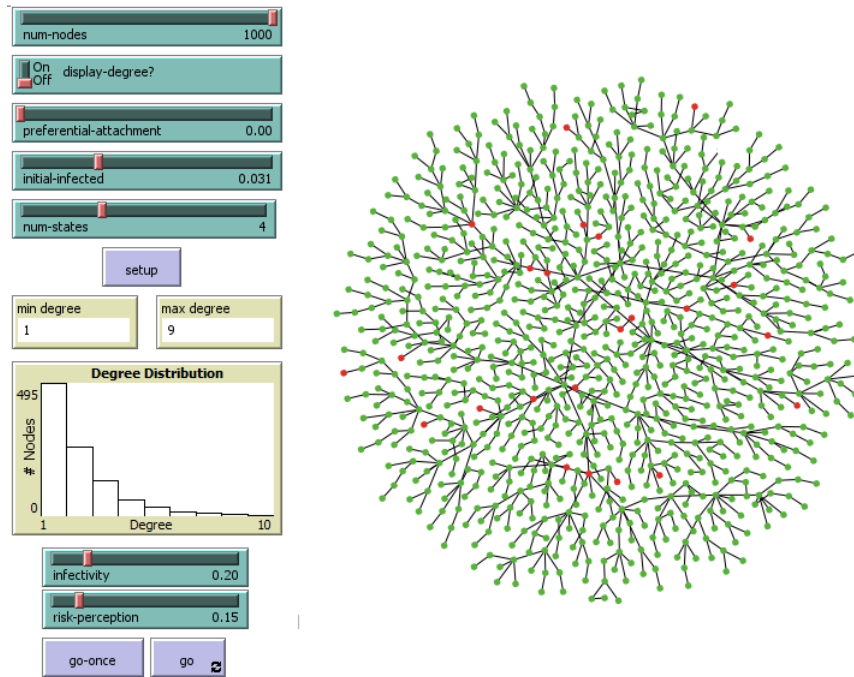 num-nodes 1000
On
Off
display-degree?
preferential-attachment 0.00
initial-infected 0.031
num-states 4
setup
min degree
1
max degree
9
Degree Distribution
495
# Nodes
0
1 Degree 10
infectivity 0.20
risk-perception 0.15
go-once
go